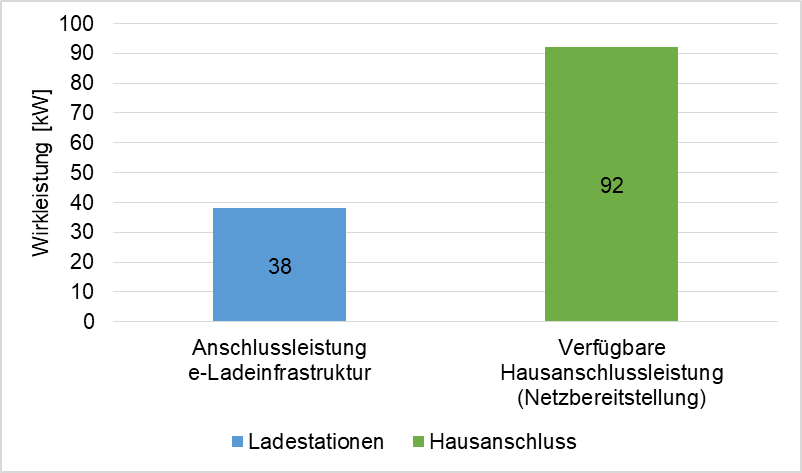 100
90
80
70
60
50
40
30
20
10
0
Wirkleistung [kW]
38
92
Anschlussleistung
e-Ladeinfrastruktur
Verfügbare
Hausanschlussleistung
(Netzbereitstellung)
Ladestationen
Hausanschluss